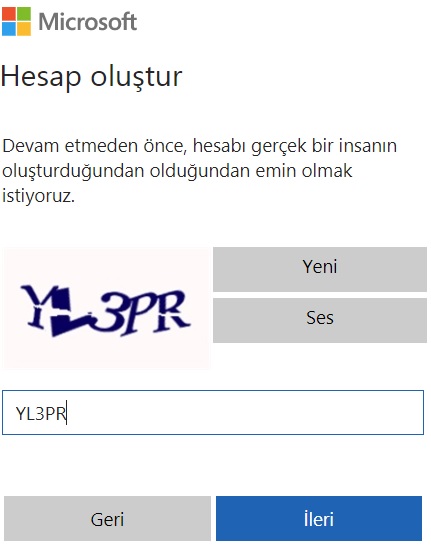 Microsoft
Hesap oluştur
Devam etmeden önce, hesabı gerçek bir insanın
oluşturduğundan olduğundan emin olmak
istiyoruz.
Yeni
Ses
YL3PR
Geri
İleri